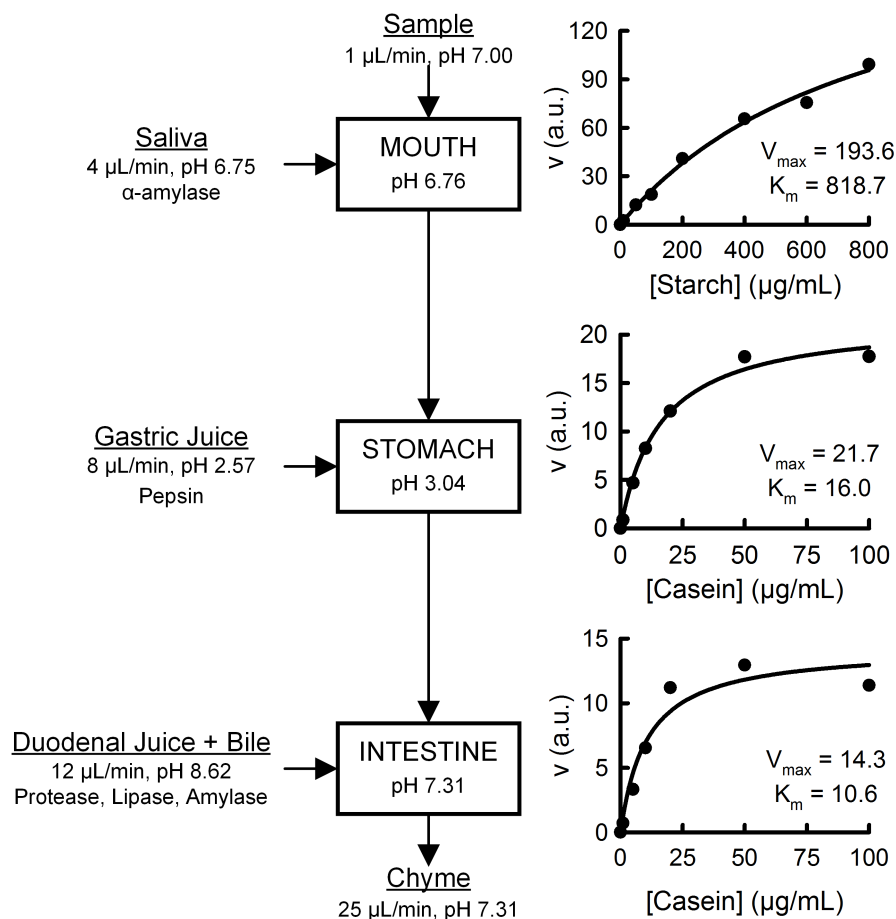 Sample
1 µL/min, pH 7.00
Saliva
4 µL/min, pH 6.75
α-amylase
MOUTH
pH 6.76
v (a.u.)
120
90
60
30
0
Vmax = 193.6
Km = 818.7
0 200 400 600 800
[Starch] (µg/mL)
Gastric Juice
8 µL/min, pH 2.57
Pepsin
STOMACH
pH 3.04
v (a.u.)
20
15
10
5
0
Vmax = 21.7
Km = 16.0
0 25 50 75 100
[Casein] (µg/mL)
Duodenal Juice + Bile
12 µL/min, pH 8.62
Protease, Lipase, Amylase
INTESTINE
pH 7.31
v (a.u.)
15
10
5
0
Vmax = 14.3
Km = 10.6
0 25 50 75 100
[Casein] (µg/mL)
Chyme
25 µL/min, pH 7.31